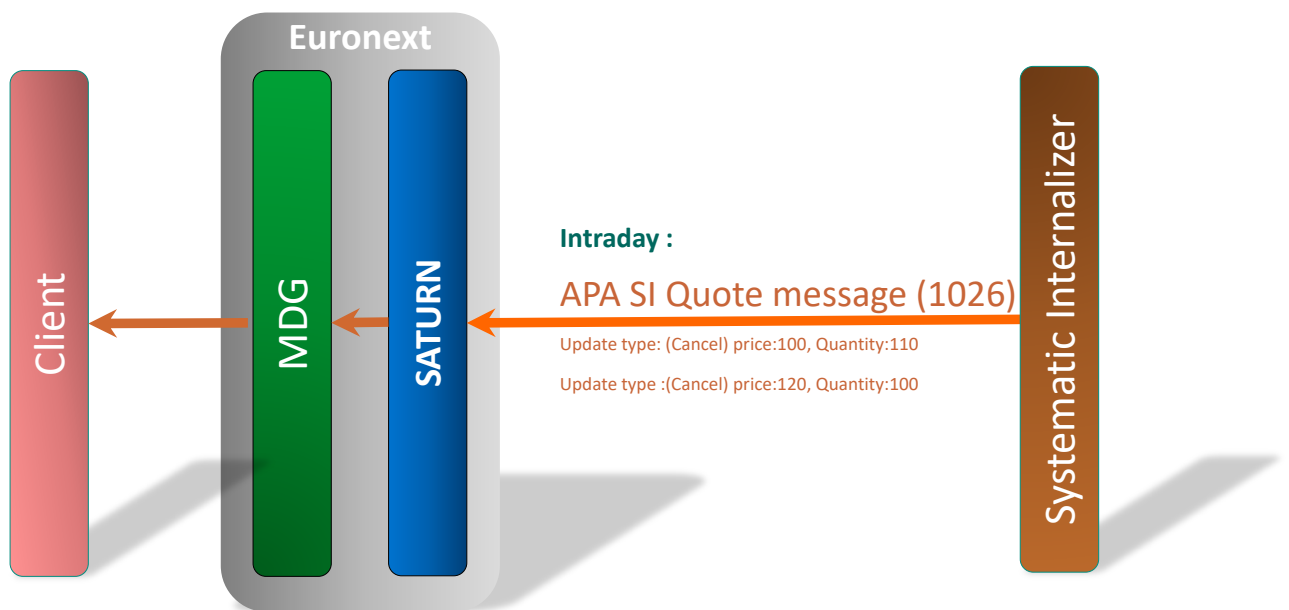 Euronext
Client
MDG
SATURN
Intraday :
APA SI Quote message (1026)
Update type: (Cancel) price:100, Quantity:110
Update type :(Cancel) price:120, Quantity:100
Systematic Internalizer